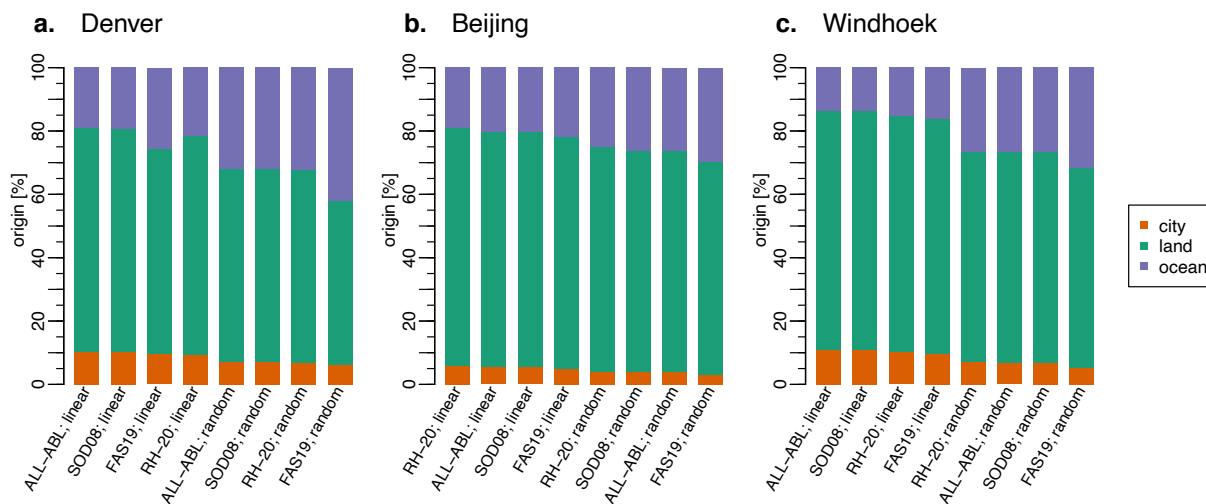 a. Denver
origin [%]
0
20
40
60
80
100
ALL−ABL; linear
SOD08; linear
FAS19; linear
RH−20; linear
ALL−ABL; random
SOD08; random
RH−20; random
FAS19; random
b. Beijing
origin [%]
0
20
40
60
80
100
RH−20; linear
ALL−ABL; linear
SOD08; linear
FAS19; linear
RH−20; random
SOD08; random
ALL−ABL; random
FAS19; random
c. Windhoek
origin [%]
0
20
40
60
80
100
ALL−ABL; linear
SOD08; linear
RH−20; linear
FAS19; linear
RH−20; random
ALL−ABL; random
SOD08; random
FAS19; random
city
land
ocean